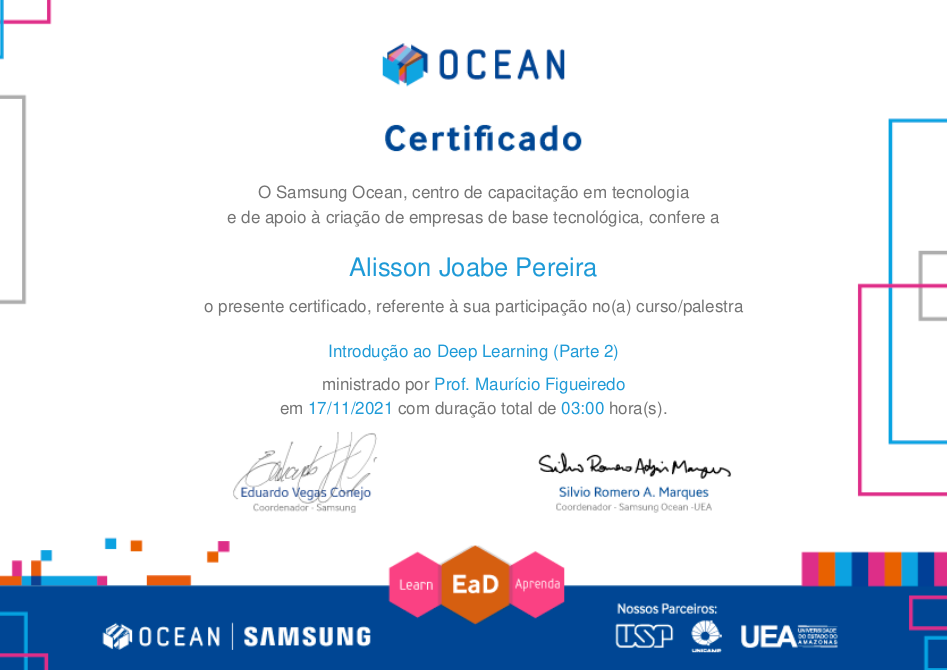 OCEAN
Certificado
O Samsung Ocean, centro de capacitação em tecnologia
e de apoio à criação de empresas de base tecnológica, confere a
Alisson Joabe Pereira
o presente certificado, referente à sua participação no(a) curso/palestra
Introdução ao Deep Learning (Parte 2)
ministrado por Prof. Maurício Figueiredo
em 17/11/2021 com duração total de 03:00 hora(s).
Eduardo Vegas Conejo
Coordenador - Samsung
Silvio Romero Adjin Marques
Silvio Romero A. Marques
Coordenador - Samsung Ocean -UEA
Learn
EaD
Aprenda
OCEAN | SAMSUNG
Nossos Parceiros:
USP
UNICAMP
UEA
UNIVERSIDADE
DO ESTADO DO
AMAZONAS